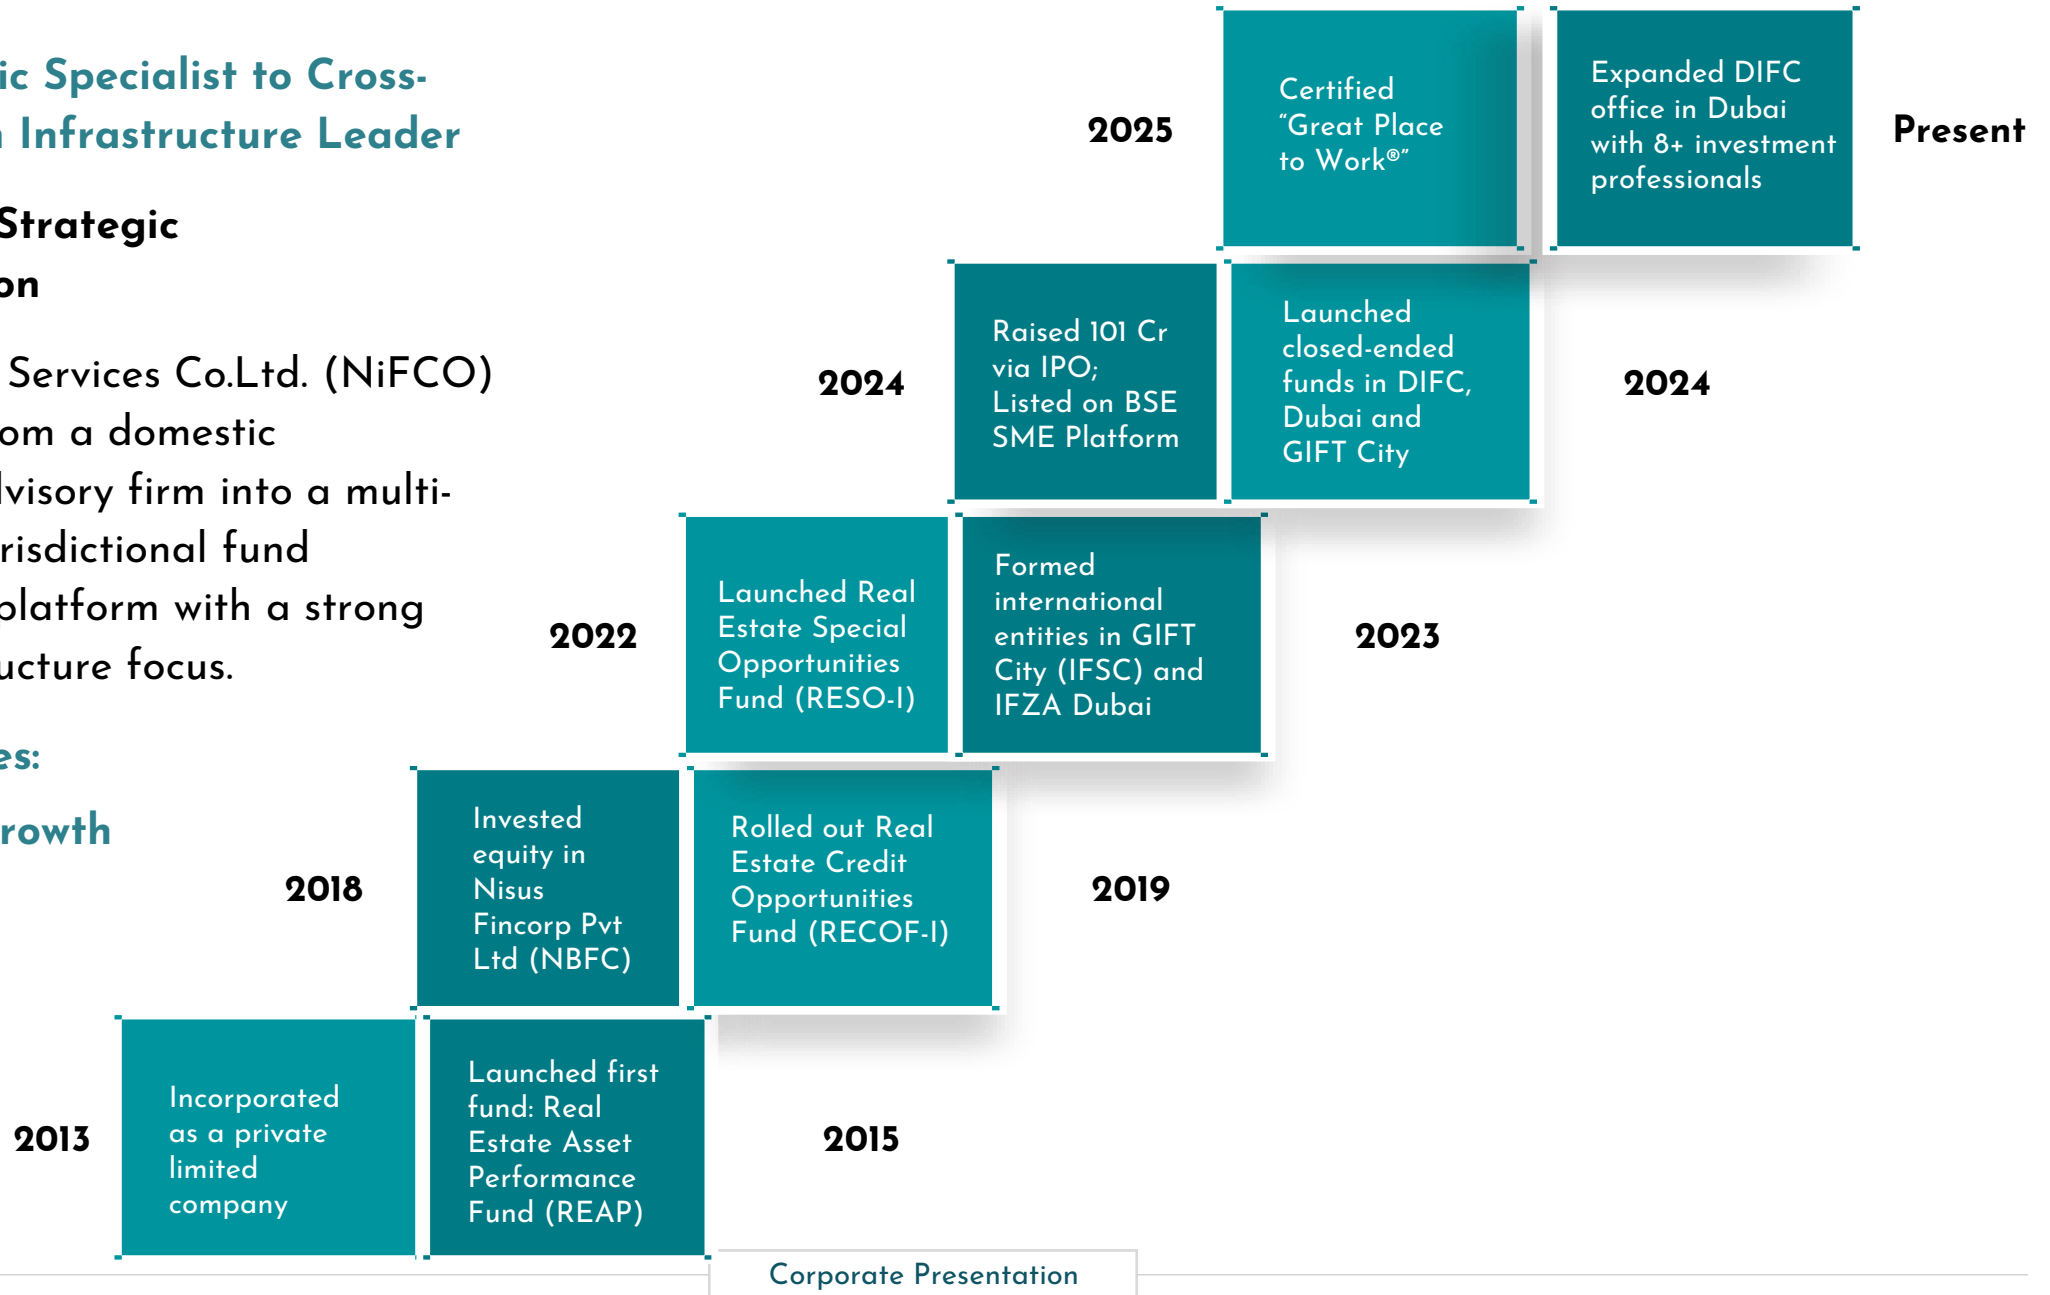 ic Specialist to Cross-
n Infrastructure Leader
Strategic
on
Services Co.Ltd. (NiFCO)
om a domestic
lvisory firm into a multi-
risdictional fund
platform with a strong
ucture focus.
es:
rowth
2025
Certified
“Great Place
to Work®”
Expanded DIFC
office in Dubai
with 8+ investment
professionals
Present
2024
Raised 101 Cr
via IPO;
Listed on BSE
SME Platform
Launched
closed-ended
funds in DIFC,
Dubai and
GIFT City
2024
2022
Launched Real
Estate Special
Opportunities
Fund (RESO-I)
Formed
international
entities in GIFT
City (IFSC) and
IFZA Dubai
2023
2018
Invested
equity in
Nisus
Fincorp Pvt
Ltd (NBFC)
Rolled out Real
Estate Credit
Opportunities
Fund (RECOF-I)
2019
2013
Incorporated
as a private
limited
company
Launched first
fund: Real
Estate Asset
Performance
Fund (REAP)
2015
Corporate Presentation